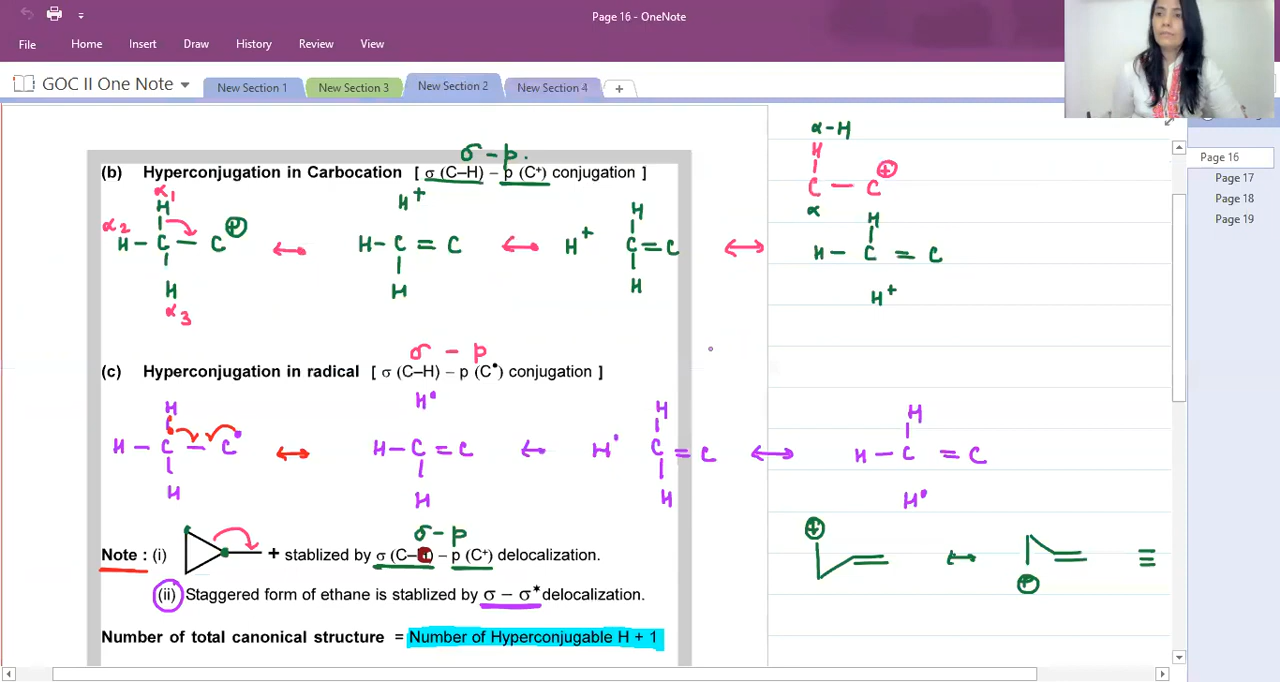 Page 16 - OneNote
File Home Insert Draw History Review View
GOC II One Note New Section 1 New Section 3 New Section 2 New Section 4 +
Page 16
Page 17
Page 18
Page 19
σ - p.
(b) Hyperconjugation in Carbocation [ σ (C–H) – p (C⁺) conjugation ]
α1
H H⁺ H
α2 H - C - C ⊕ ↔ H - C = C ↔ H⁺ C = C ↔
H H H
α3
α-H
H
C - C ⊕
α
H
H - C = C
H⁺
σ - p
(c) Hyperconjugation in radical [ σ (C–H) – p (C•) conjugation ]
H H• H H
H - C - C• ↔ H - C = C ↔ H• C = C ↔ H - C = C
H H H H•
σ - p
Note : (i) + stablized by σ (C– ) – p (C⁺) delocalization.
⊕ ↔ ⊕ ≡
(ii) Staggered form of ethane is stablized by σ – σ* delocalization.
Number of total canonical structure = Number of Hyperconjugable H + 1